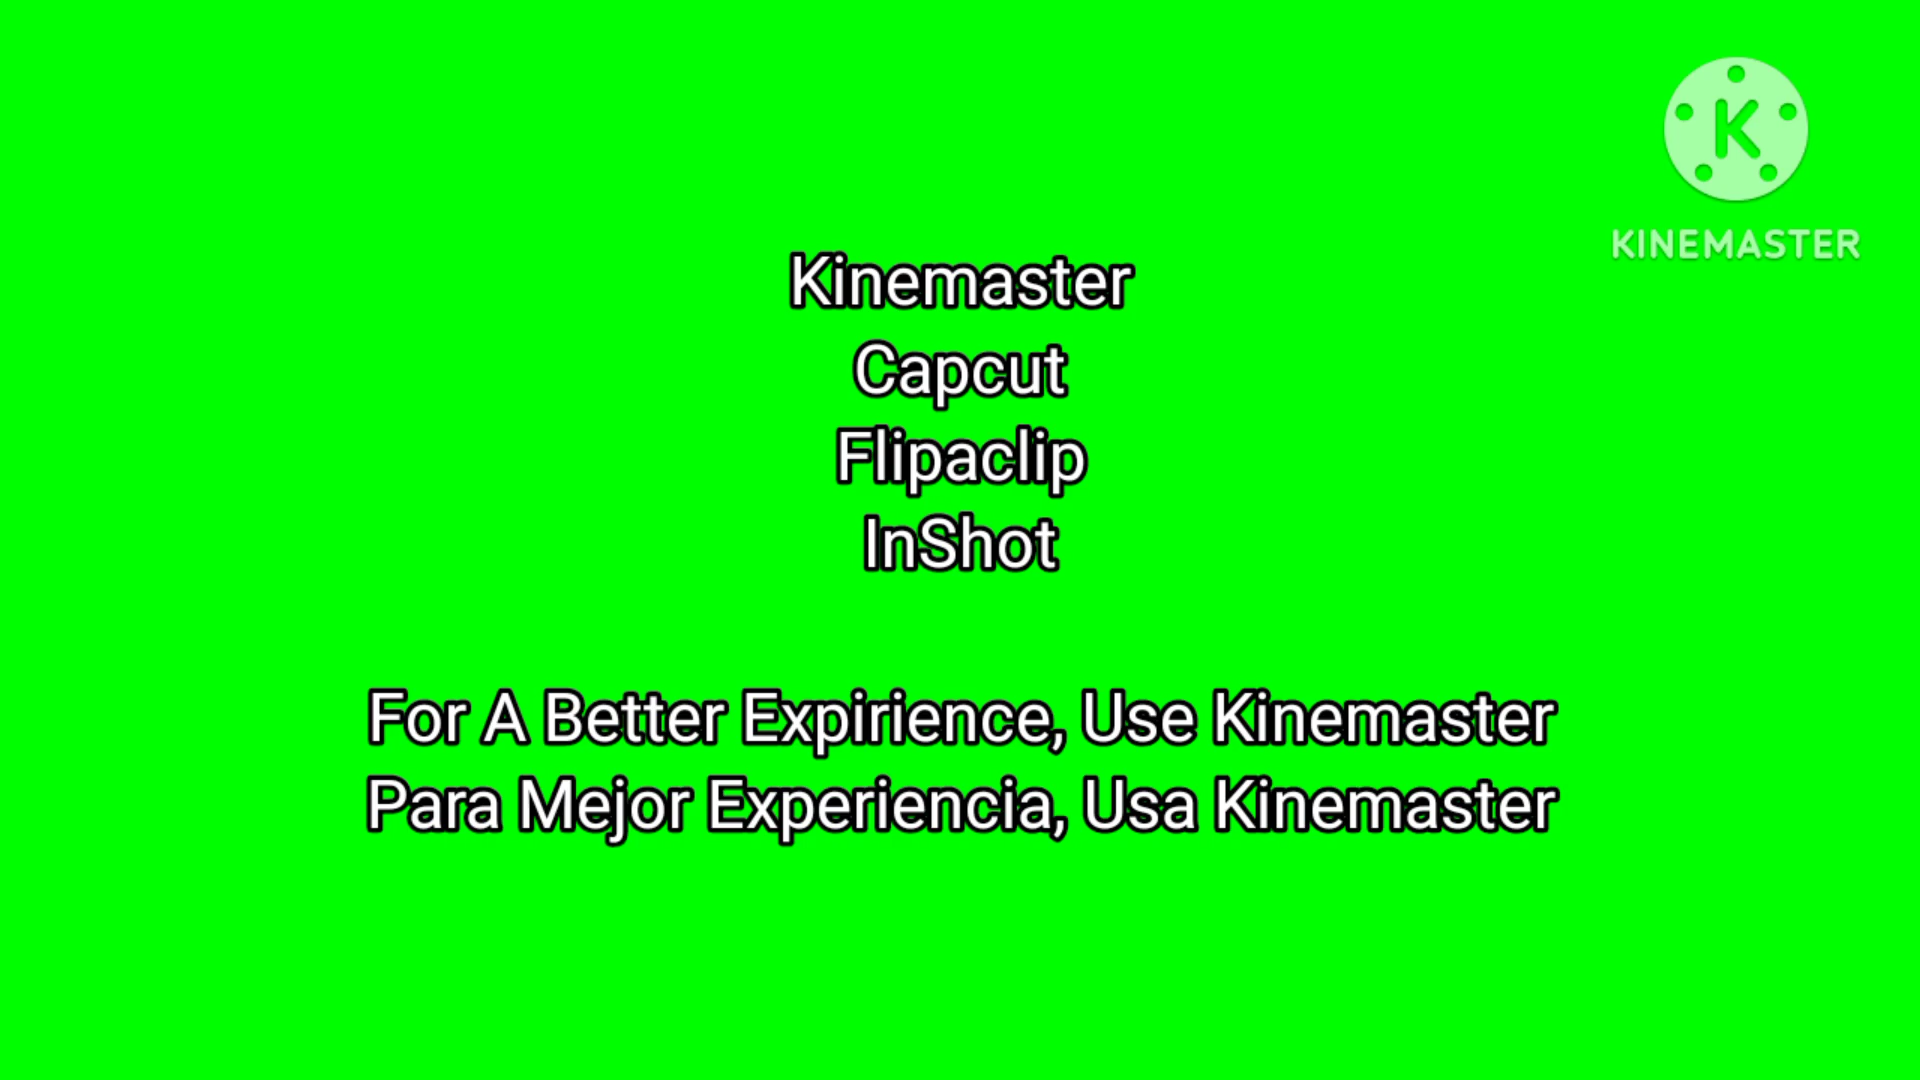 KINEMASTER
Kinemaster
Capcut
Flipaclip
InShot
For A Better Expirience, Use Kinemaster
Para Mejor Experiencia, Usa Kinemaster